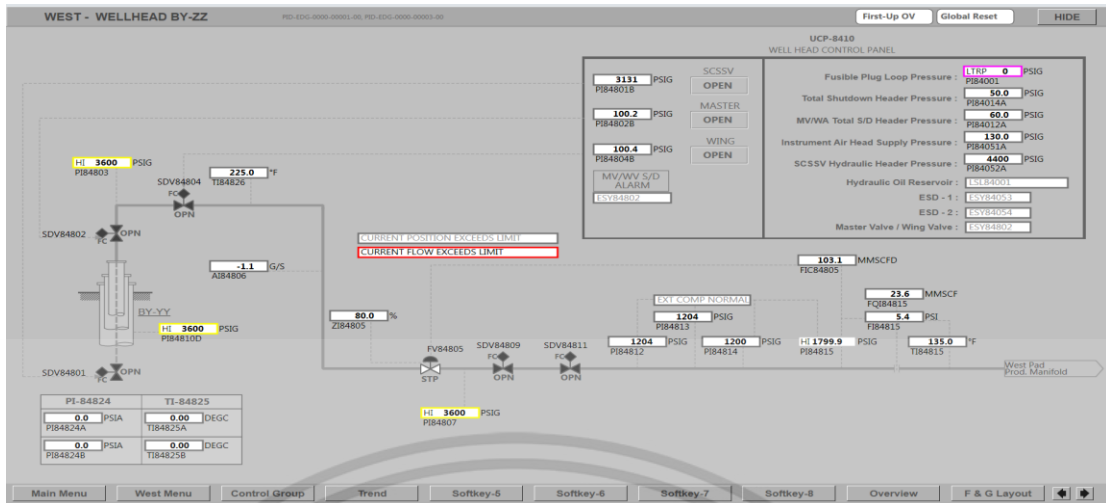 WEST - WELLHEAD BY-ZZ
PID-EDG-0000-00001-00, PID-EDG-0000-00003-00
First-Up OV
Global Reset
HIDE
UCP-8410
WELL HEAD CONTROL PANEL
3131 PSIG
PI84801B
SCSSV
OPEN
100.2 PSIG
PI84802B
MASTER
OPEN
100.4 PSIG
PI84804B
WING
OPEN
MV/WV S/D
ALARM
ESY84802
Fusible Plug Loop Pressure : LTRP 0 PSIG
PI84001
Total Shutdown Header Pressure : 50.0 PSIG
PI84014A
MV/WA Total S/D Header Pressure : 60.0 PSIG
PI84012A
Instrument Air Head Supply Pressure : 130.0 PSIG
PI84051A
SCSSV Hydraulic Header Pressure : 4400 PSIG
PI84052A
Hydraulic Oil Reservoir : LSL84001
ESD - 1 : ESY84053
ESD - 2 : ESY84054
Master Valve / Wing Valve : ESY84802
HI 3600 PSIG
PI84803
SDV84804
FC
OPN
225.0 °F
TI84826
SDV84802
FC
OPN
CURRENT POSITION EXCEEDS LIMIT
CURRENT FLOW EXCEEDS LIMIT
-1.1 G/S
AI84806
103.1 MMSCFD
FIC84805
BY-YY
HI 3600 PSIG
PI84810D
80.0 %
ZI84805
EXT COMP NORMAL
1204 PSIG
PI84813
23.6 MMSCF
FQI84815
5.4 PSI
FI84815
FV84805
STP
SDV84809
FC
OPN
SDV84811
FC
OPN
1204 PSIG
PI84812
1200 PSIG
PI84814
HI 1799.9 PSIG
PI84815
135.0 °F
TI84815
West Pad
Prod. Manifold
SDV84801
FC
OPN
HI 3600 PSIG
PI84807
PI-84824 TI-84825
0.0 PSIA 0.00 DEGC
PI84824A TI84825A
0.0 PSIA 0.00 DEGC
PI84824B TI84825B
Main Menu West Menu Control Group Trend Softkey-5 Softkey-6 Softkey-7 Softkey-8 Overview F & G Layout